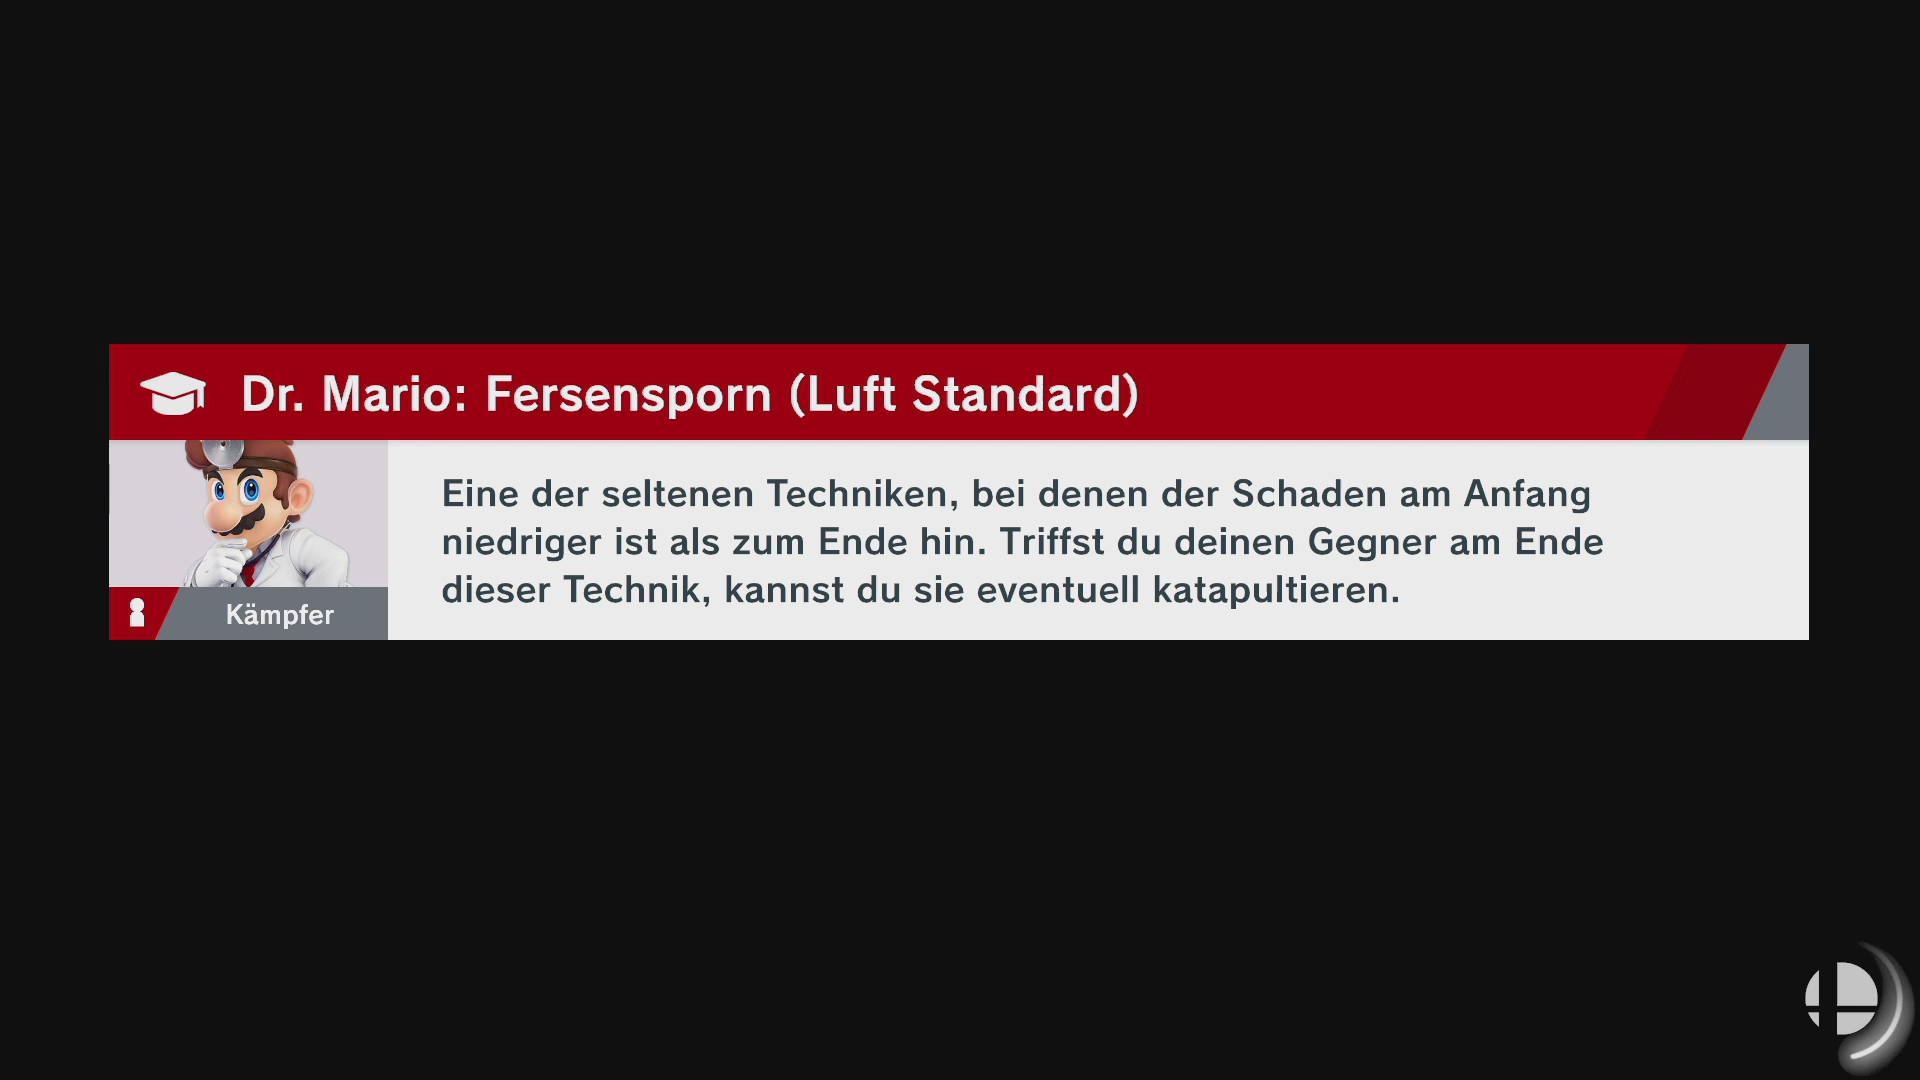 Dr. Mario: Fersensporn (Luft Standard)
Eine der seltenen Techniken, bei denen der Schaden am Anfang
niedriger ist als zum Ende hin. Triffst du deinen Gegner am Ende
dieser Technik, kannst du sie eventuell katapultieren.
Kämpfer